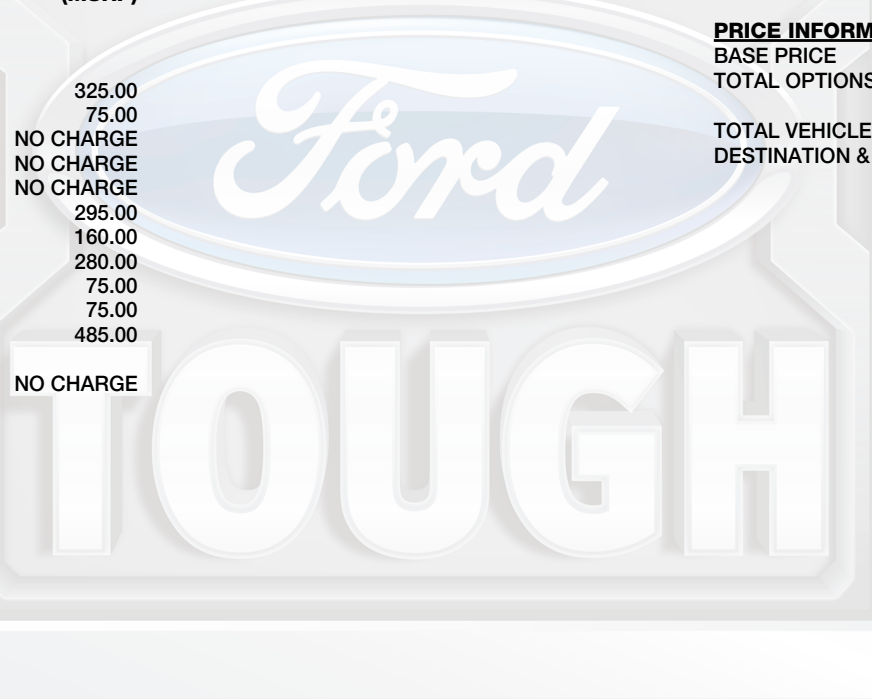 (MSRP)
325.00
75.00
NO CHARGE
NO CHARGE
NO CHARGE
295.00
160.00
280.00
75.00
75.00
485.00
NO CHARGE
PRICE INFORM
BASE PRICE
TOTAL OPTIONS
TOTAL VEHICLE
DESTINATION &
Ford
TOUGH